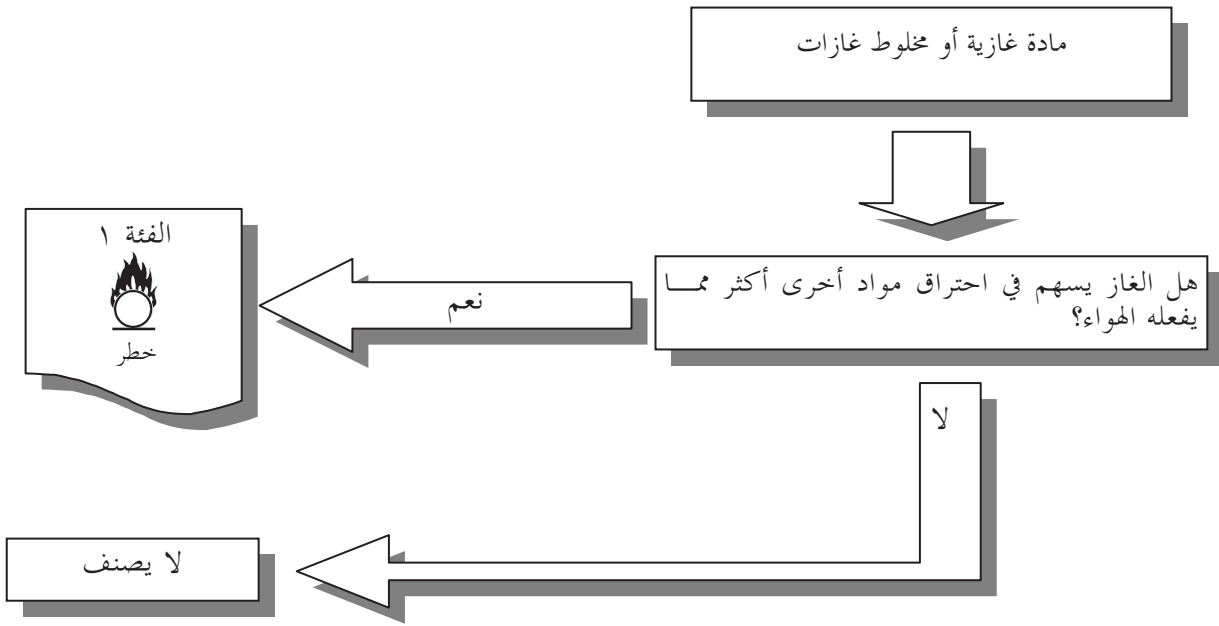 مادة غازية أو مخلوط غازات
هل الغاز يسهم في احتراق مواد أخرى أكثر مما
يفعله الهواء؟
نعم
الفئة ١
خطر
لا
لا يصنف